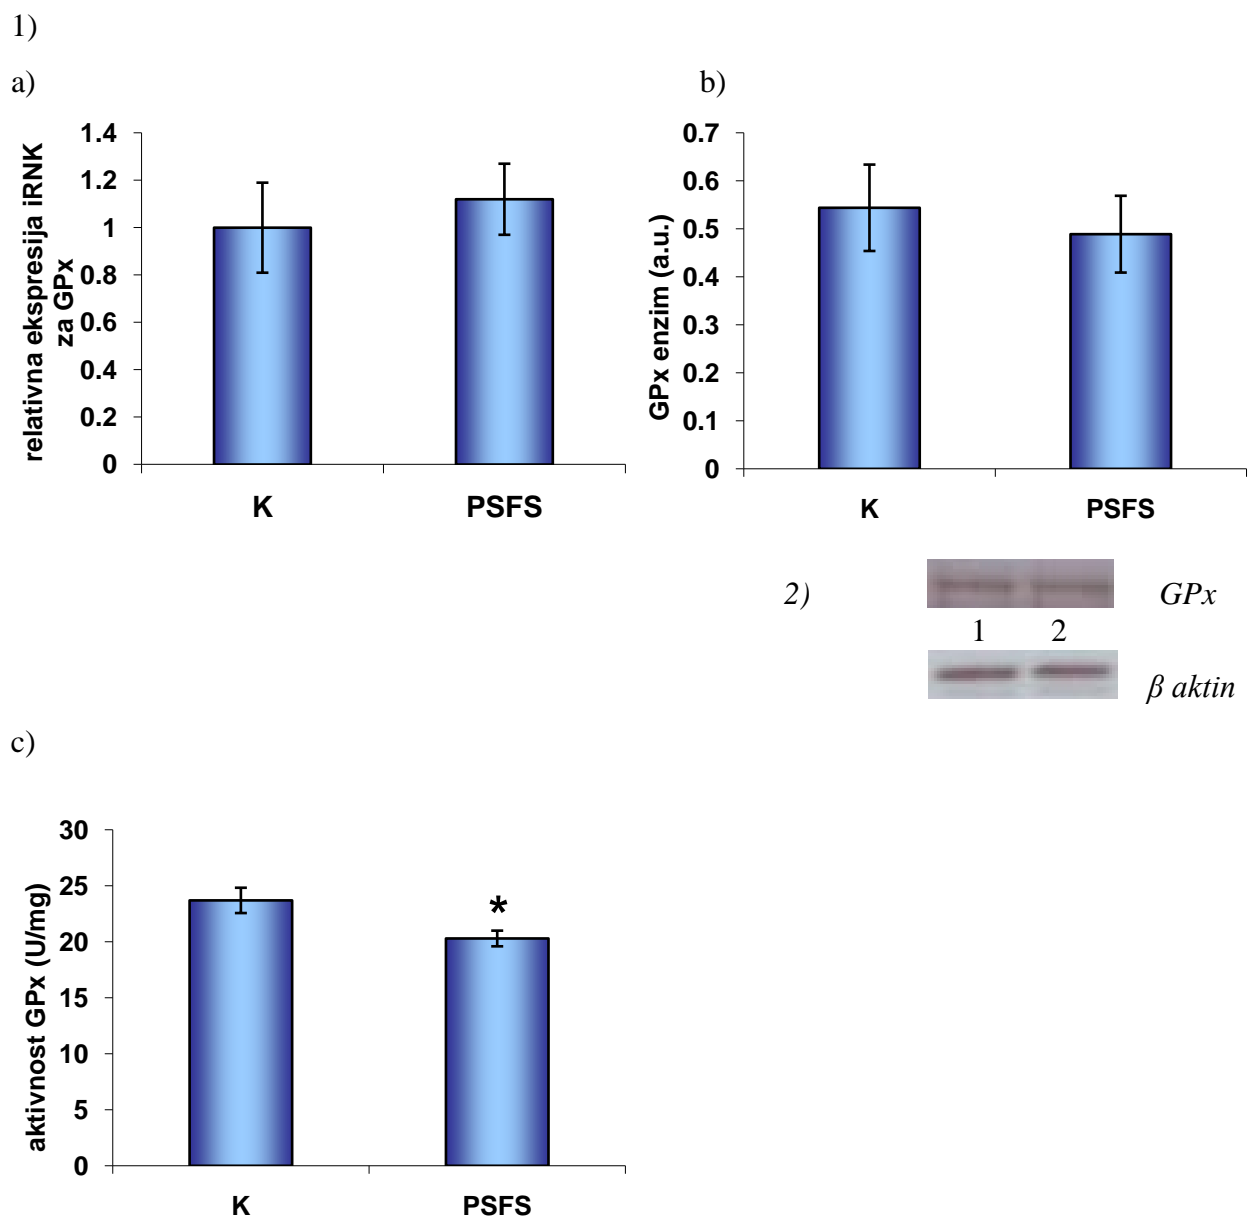 1)
a)
b)
relativna ekspresija iRNK
za GPx
1.4
1.2
1
0.8
0.6
0.4
0.2
0
K
PSFS
GPx enzim (a.u.)
0.7
0.6
0.5
0.4
0.3
0.2
0.1
0
K
PSFS
2)
GPx
1 2
β aktin
c)
aktivnost GPx (U/mg)
30
25
20
15
10
5
0
*
K
PSFS